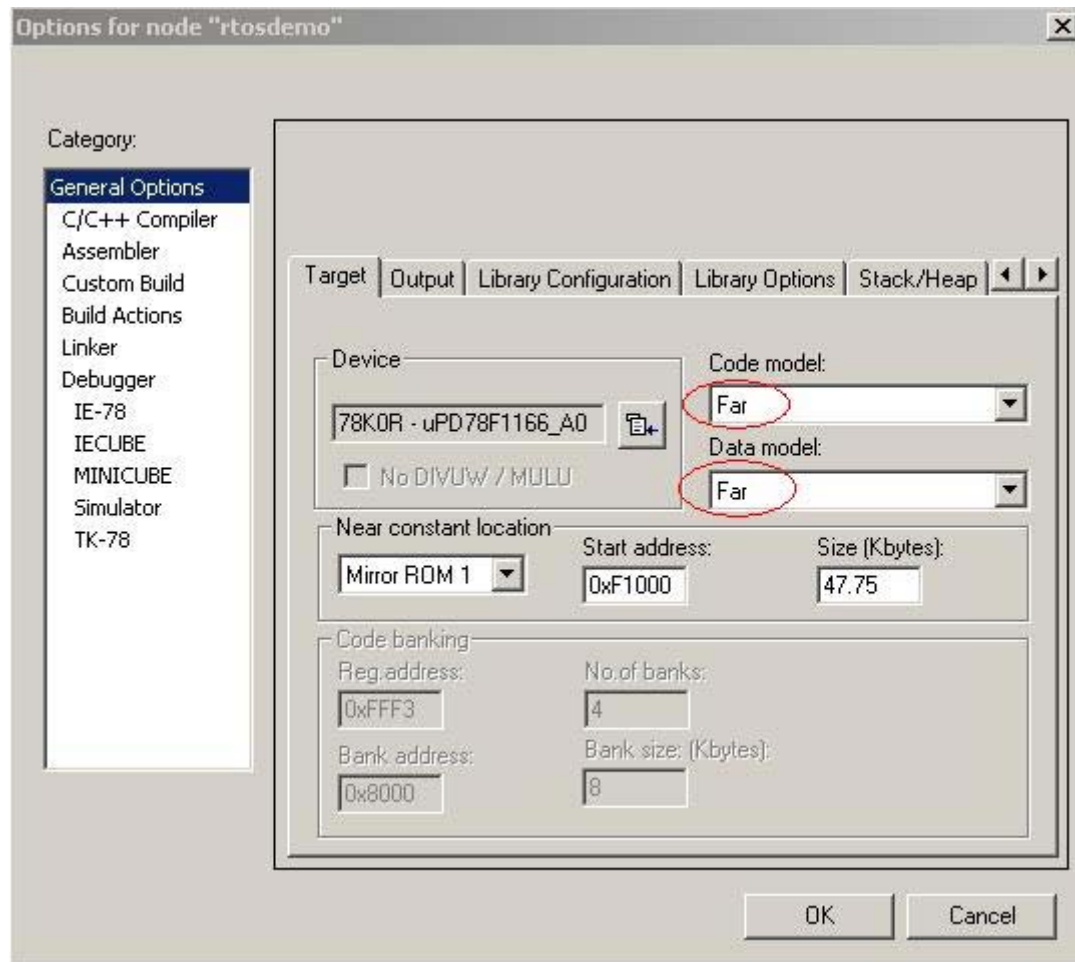 Options for node "rtosdemo"
Category:
General Options
C/C++ Compiler
Assembler
Custom Build
Build Actions
Linker
Debugger
IE-78
IECUBE
MINICUBE
Simulator
TK-78
Target Output Library Configuration Library Options Stack/Heap
Device
78K0R - uPD78F1166_A0
No DIVUW / MULU
Code model:
Far
Data model:
Far
Near constant location
Mirror ROM 1
Start address:
0xF1000
Size (Kbytes):
47.75
Code banking
Reg.address:
0xFFF3
No.of banks:
4
Bank address:
0x8000
Bank size: (Kbytes):
8
OK Cancel